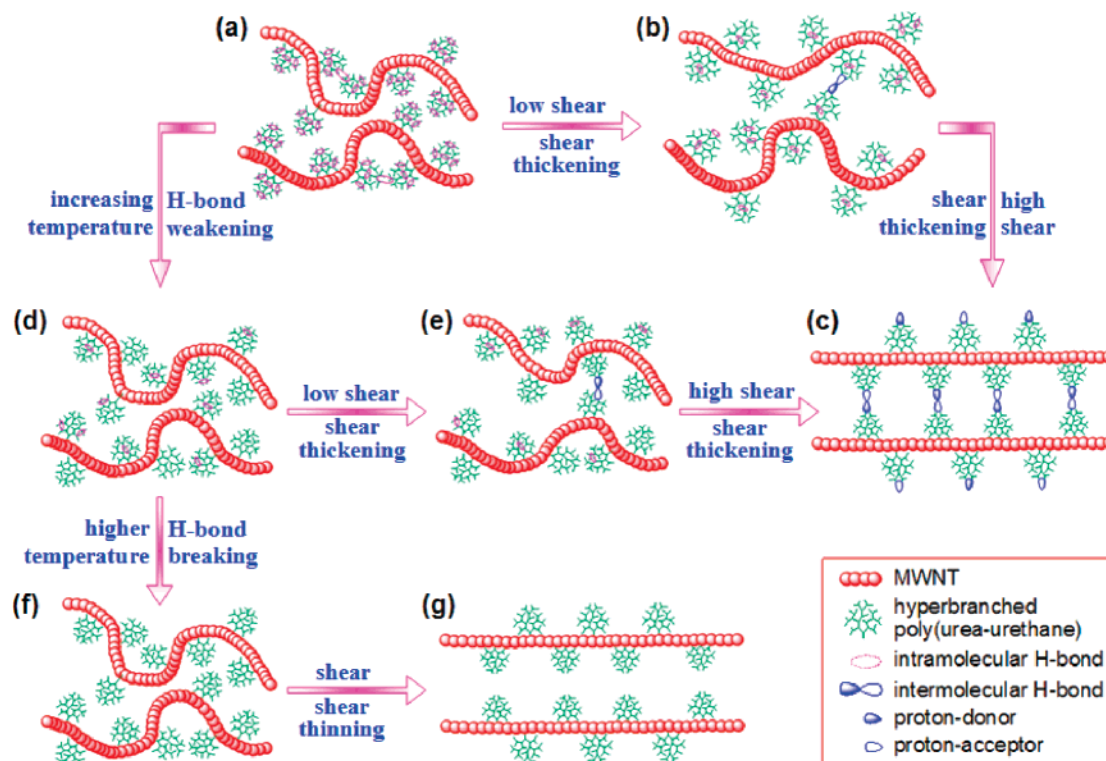 (a)
(b)
low shear
shear
thickening
increasing
temperature
H-bond
weakening
shear
thickening
high
shear
(d)
(e)
(c)
low shear
shear
thickening
high shear
shear
thickening
higher
temperature
H-bond
breaking
(f)
(g)
shear
shear
thinning
MWNT
hyperbranched
poly(urea-urethane)
intramolecular H-bond
intermolecular H-bond
proton-donor
proton-acceptor